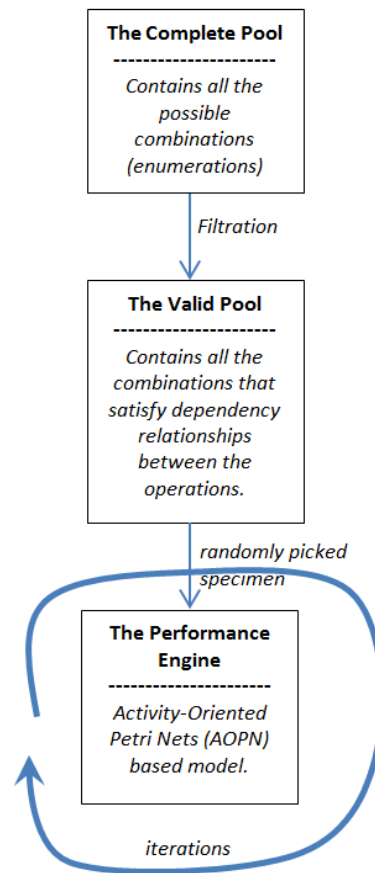 The Complete Pool
----------------------
Contains all the
possible
combinations
(enumerations)
Filtration
The Valid Pool
----------------------
Contains all the
combinations that
satisfy dependency
relationships
between the
operations.
randomly picked
specimen
The Performance
Engine
----------------------
Activity-Oriented
Petri Nets (AOPN)
based model.
iterations